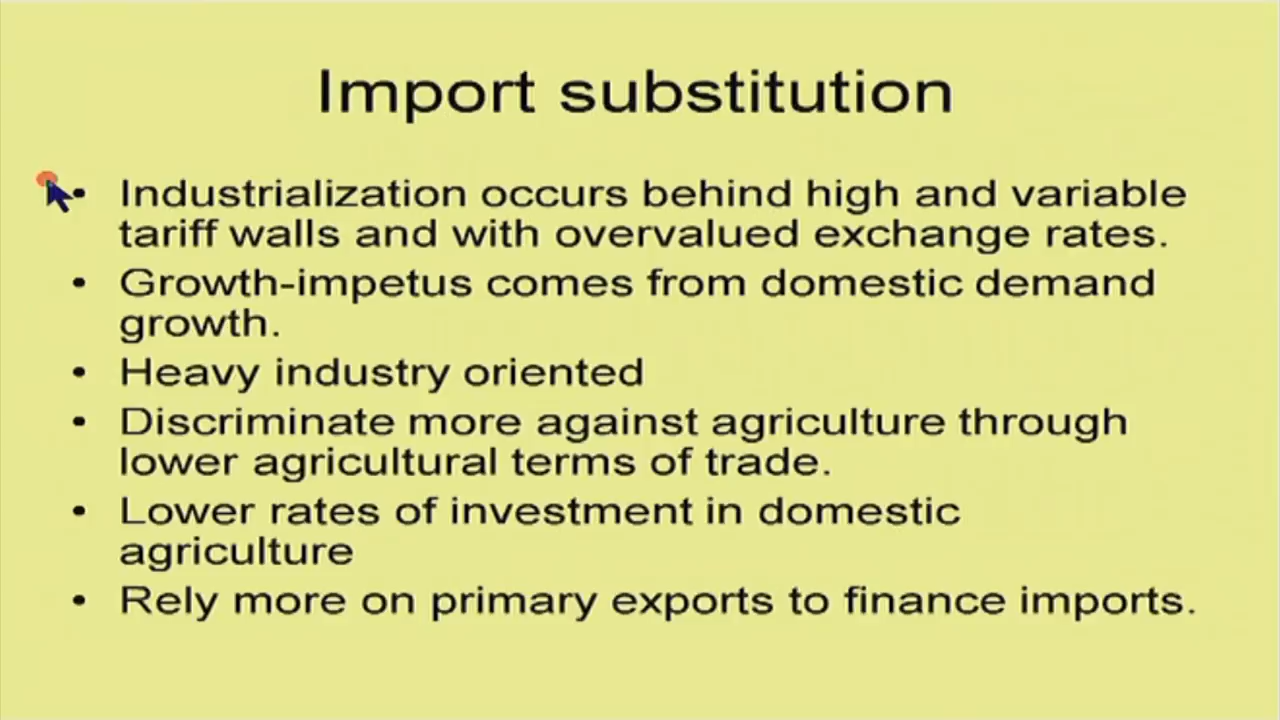 Import substitution
• Industrialization occurs behind high and variable
tariff walls and with overvalued exchange rates.
• Growth-impetus comes from domestic demand
growth.
• Heavy industry oriented
• Discriminate more against agriculture through
lower agricultural terms of trade.
• Lower rates of investment in domestic
agriculture
• Rely more on primary exports to finance imports.